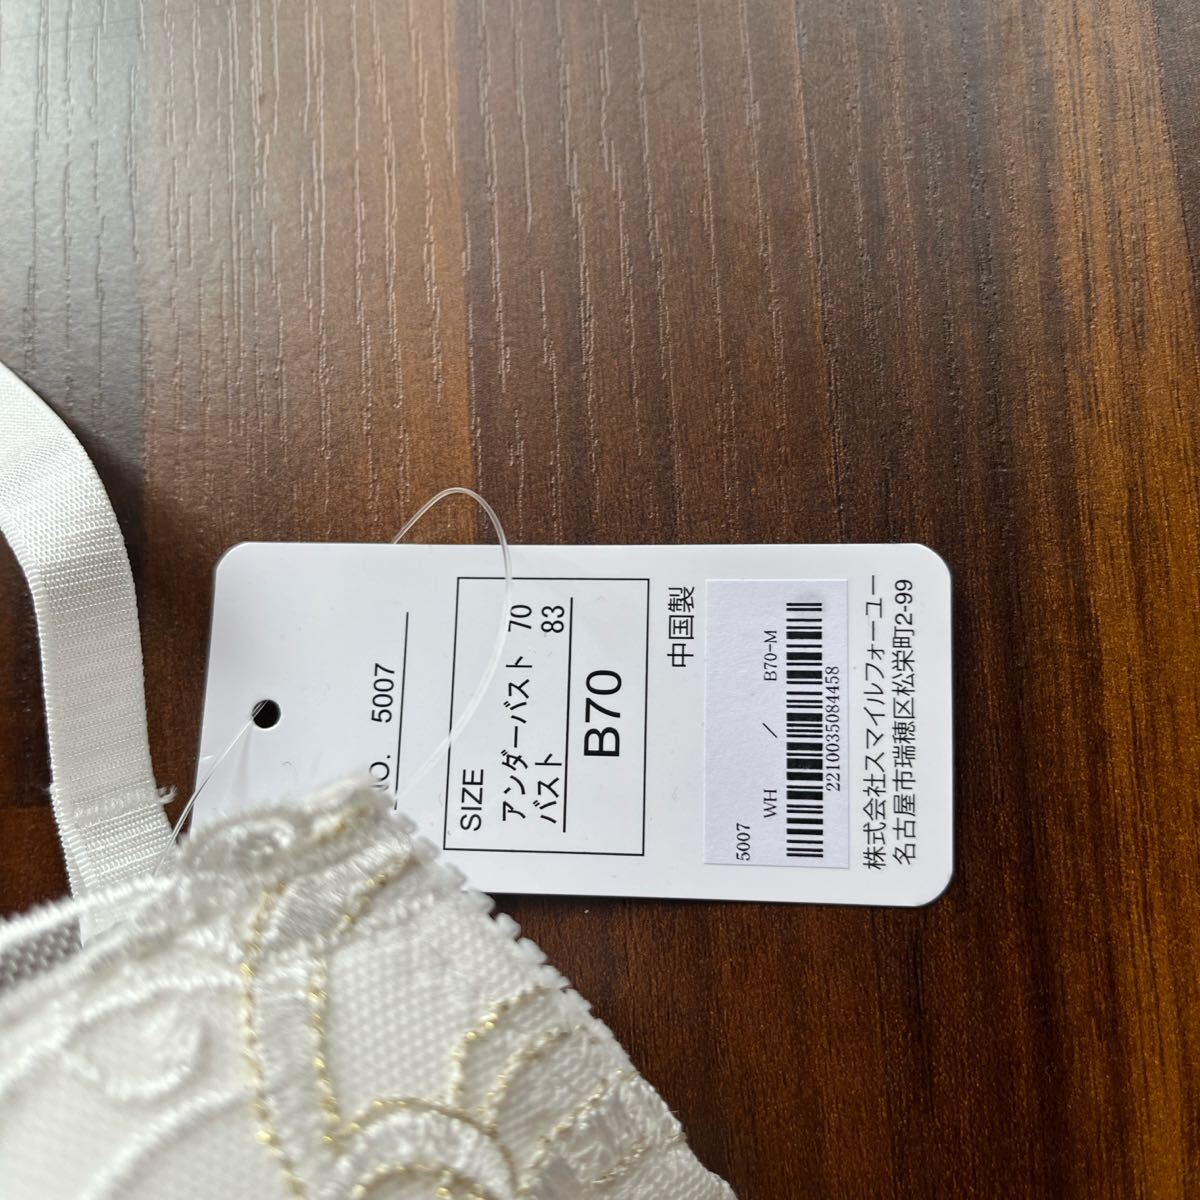 NO. 5007
SIZE
アンダーバスト 70
バスト 83
B70
中国製
5007
WH / B70-M
2210035084458
株式会社スマイルフォーユー
名古屋市瑞穂区松栄町2-99